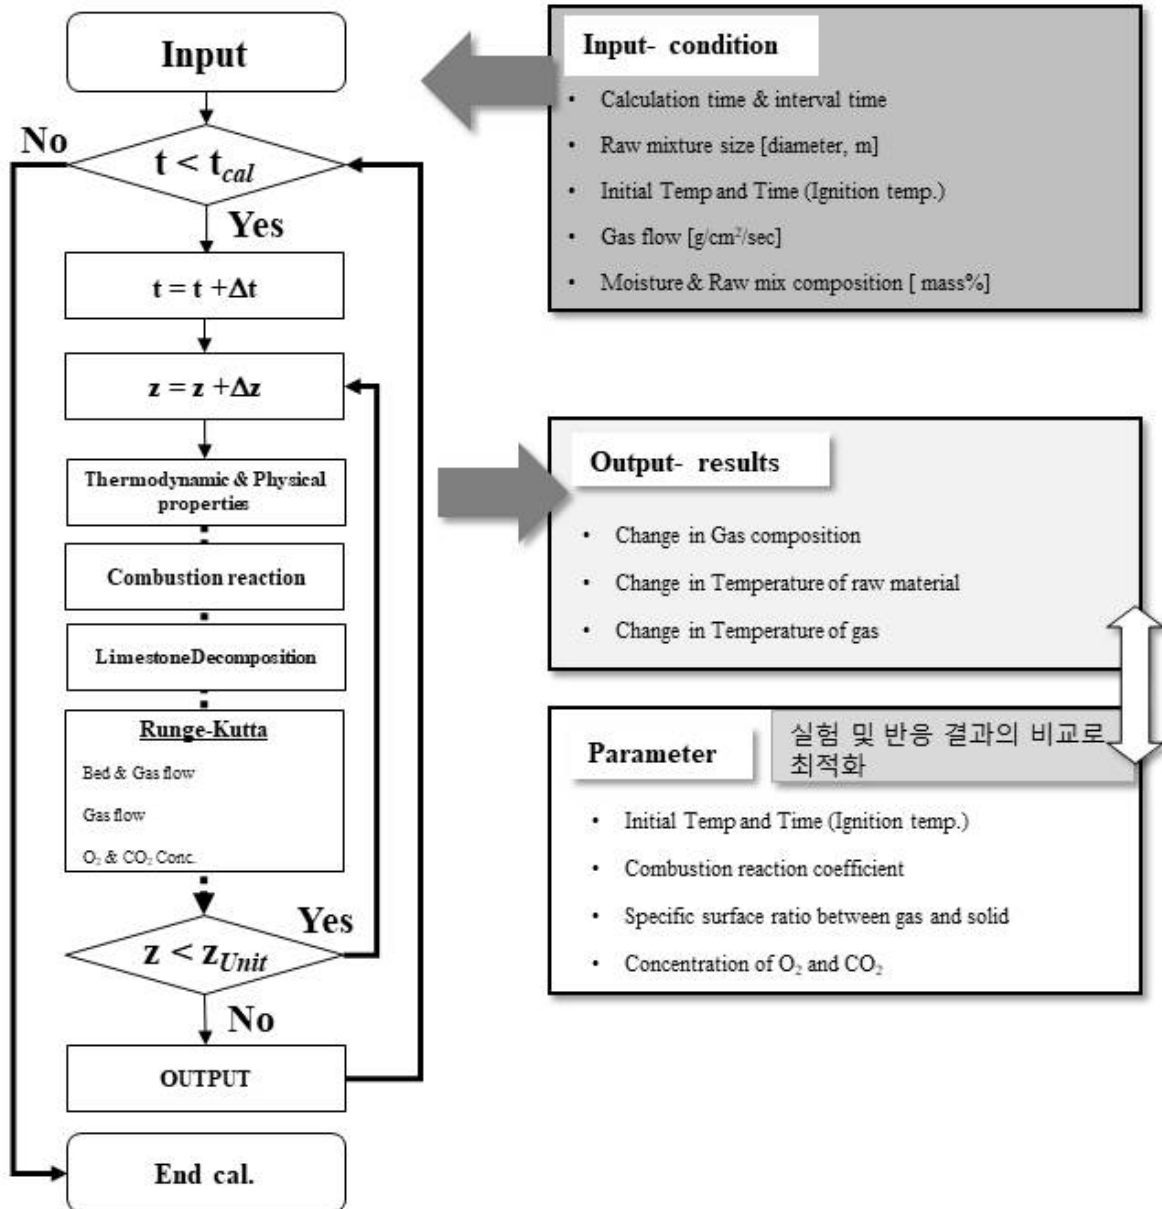 Input
No
t < t_cal
Yes
t = t +Δt
z = z +Δz
Thermodynamic & Physical
properties
Combustion reaction
LimestoneDecomposition
Runge-Kutta
Bed & Gas flow
Gas flow
O₂ & CO₂ Conc.
Yes
z < z_Unit
No
OUTPUT
End cal.
Input- condition
• Calculation time & interval time
• Raw mixture size [diameter, m]
• Initial Temp and Time (Ignition temp.)
• Gas flow [g/cm²/sec]
• Moisture & Raw mix composition [ mass%]
Output- results
• Change in Gas composition
• Change in Temperature of raw material
• Change in Temperature of gas
Parameter
실험 및 반응 결과의 비교로
최적화
• Initial Temp and Time (Ignition temp.)
• Combustion reaction coefficient
• Specific surface ratio between gas and solid
• Concentration of O₂ and CO₂